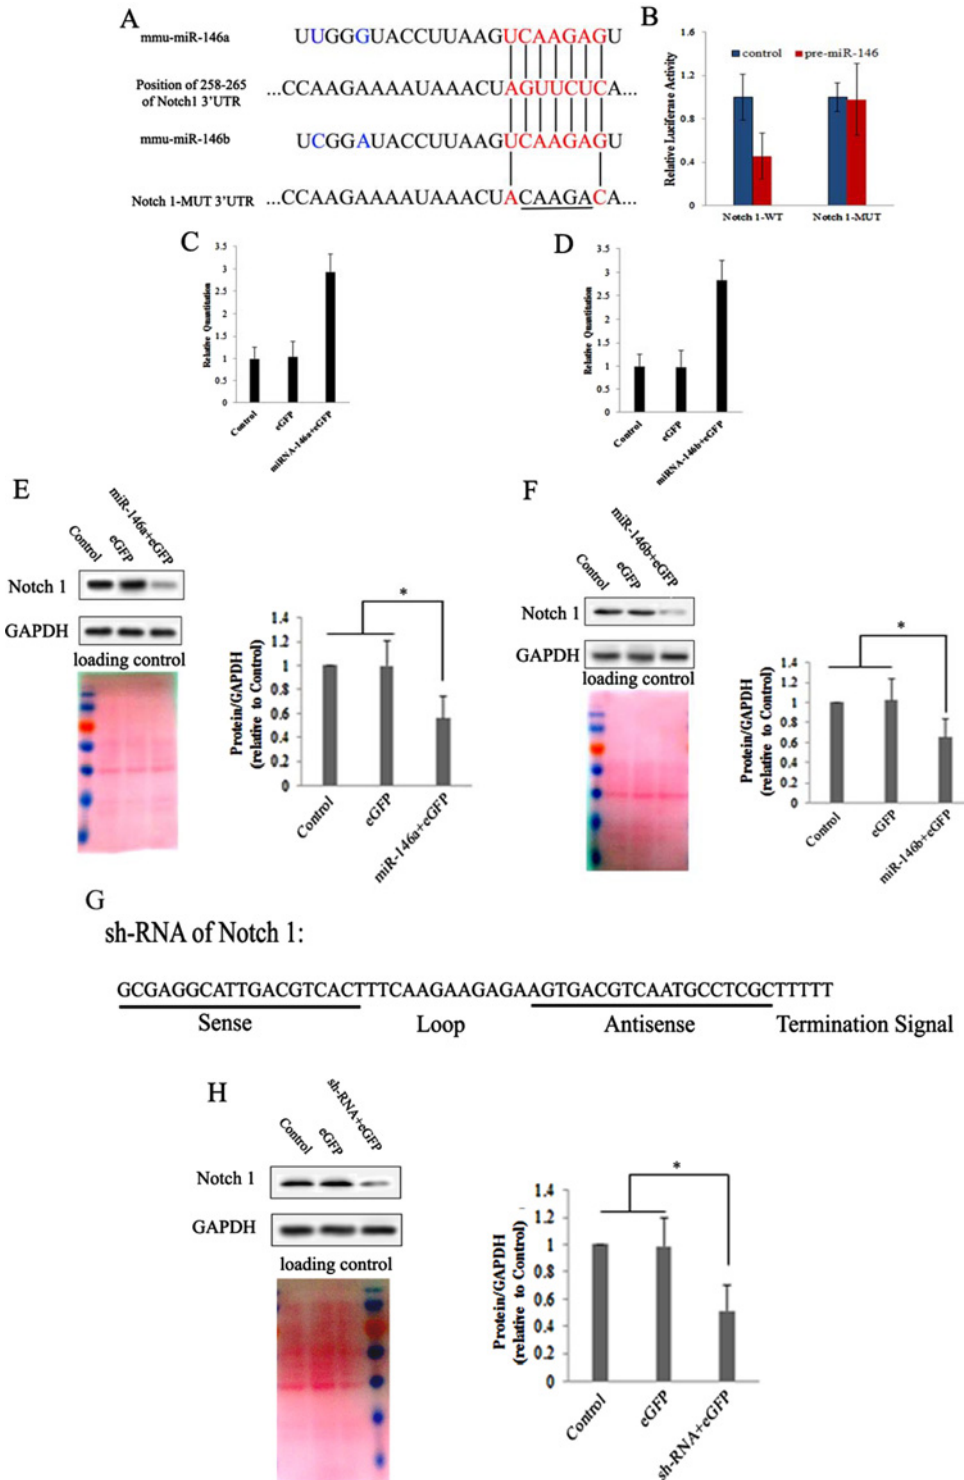 A
mmu-miR-146a
UUGGGUACCUUAAGUCAAGAGU
Position of 258-265
of Notch1 3'UTR
...CCAAGAAAAUAAACUAGUUCUCA...
mmu-miR-146b
UCGGAUACCUUAAGUCAAGAGU
Notch 1-MUT 3'UTR
...CCAAGAAAAUAAACUACAAGACA...
B
control
pre-miR-146
Relative Luciferase Activity
1.6
1.2
0.8
0.4
0
Notch 1-WT
Notch 1-MUT
C
Relative Quantitation
3.5
3
2.5
2
1.5
1
0.5
0
Control
eGFP
miRNA-146a+eGFP
D
Relative Quantitation
3.5
3
2.5
2
1.5
1
0.5
0
Control
eGFP
miRNA-146b+eGFP
E
Control
eGFP
miR-146a+eGFP
Notch 1
GAPDH
loading control
Protein/GAPDH
(relative to Control)
1.4
1.2
1
0.8
0.6
0.4
0.2
0
*
Control
eGFP
miR-146a+eGFP
F
Control
eGFP
miR-146b+eGFP
Notch 1
GAPDH
loading control
Protein/GAPDH
(relative to Control)
1.4
1.2
1
0.8
0.6
0.4
0.2
0
*
Control
eGFP
miR-146b+eGFP
G
sh-RNA of Notch 1:
GCGAGGCATTGACGTCACTTTCAAGAAGAGAAGTGACGTCAATGCCTCGCTTTTT
Sense
Loop
Antisense
Termination Signal
H
Control
eGFP
sh-RNA+eGFP
Notch 1
GAPDH
loading control
Protein/GAPDH
(relative to Control)
1.4
1.2
1
0.8
0.6
0.4
0.2
0
*
Control
eGFP
sh-RNA+eGFP